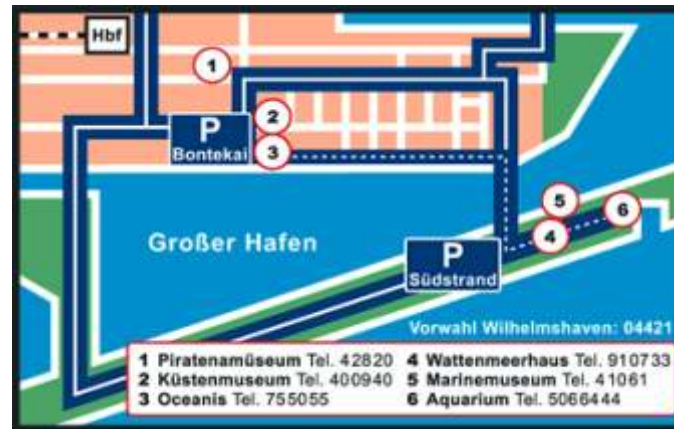 Hbf
1
2
P
Bontekai
3
5
6
4
Großer Hafen
P
Südstrand
Vorwahl Wilhelmshaven: 04421
1 Piratenamüseum Tel. 42820
2 Küstenmuseum Tel. 400940
3 Oceanis Tel. 755055
4 Wattenmeerhaus Tel. 910733
5 Marinemuseum Tel. 41061
6 Aquarium Tel. 5066444